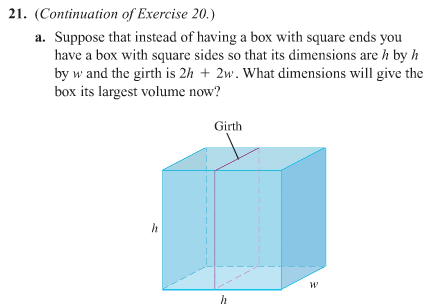 21. (Continuation of Exercise 20.)
a. Suppose that instead of having a box with square ends you
have a box with square sides so that its dimensions are h by h
by w and the girth is 2h + 2w. What dimensions will give the
box its largest volume now?
Girth
h
w
h